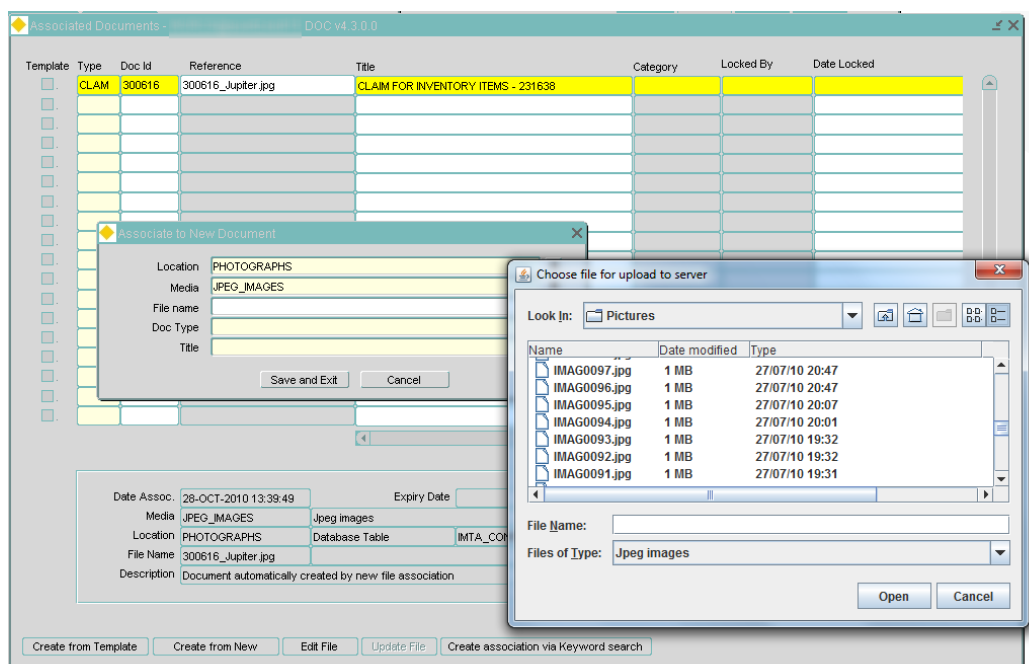 Associated Documents - DOC v4.3.0.0
Template Type Doc Id Reference Title Category Locked By Date Locked
CLAM 300616 300616_Jupiter.jpg CLAIM FOR INVENTORY ITEMS - 231638
Associate to New Document
Location PHOTOGRAPHS
Media JPEG_IMAGES
File name
Doc Type
Title
Save and Exit Cancel
Choose file for upload to server
Look In: Pictures
Name Date modified Type
IMAG0097.jpg 1 MB 27/07/10 20:47
IMAG0096.jpg 1 MB 27/07/10 20:47
IMAG0095.jpg 1 MB 27/07/10 20:07
IMAG0094.jpg 1 MB 27/07/10 20:01
IMAG0093.jpg 1 MB 27/07/10 19:32
IMAG0092.jpg 1 MB 27/07/10 19:32
IMAG0091.jpg 1 MB 27/07/10 19:31
File Name:
Files of Type: Jpeg images
Open Cancel
Date Assoc. 28-OCT-2010 13:39:49 Expiry Date
Media JPEG_IMAGES Jpeg images
Location PHOTOGRAPHS Database Table IMTA_CON
File Name 300616_Jupiter.jpg
Description Document automatically created by new file association
Create from Template Create from New Edit File Update File Create association via Keyword search